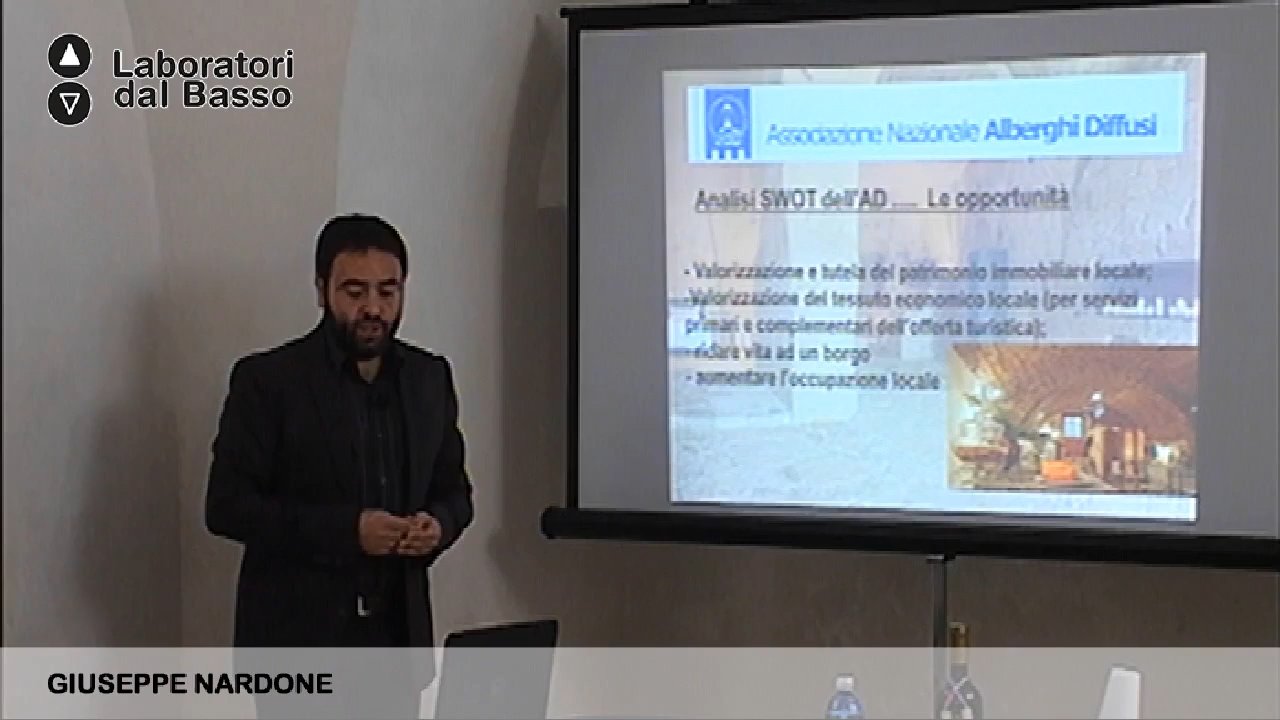 Laboratori
dal Basso
Associazione Nazionale Alberghi Diffusi
Analisi SWOT dell'AD ..... Le opportunità
- Valorizzazione e tutela del patrimonio immobiliare locale;
-Valorizzazione del tessuto economico locale (per servizi
primari e complementari dell'offerta turistica);
- ridare vita ad un borgo
- aumentare l'occupazione locale
GIUSEPPE NARDONE